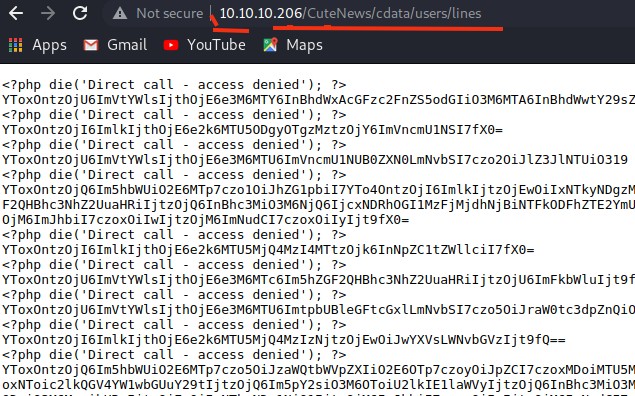 Not secure | 10.10.10.206/CuteNews/cdata/users/lines
Apps Gmail YouTube Maps
<?php die('Direct call - access denied'); ?>
YToxOntzOjU6ImVtYWlsIjthOjE6e3M6MTY6InBhdWxAcGFzc2FnZS5odGIiO3M6MTA6InBhdWwtY29sZ
<?php die('Direct call - access denied'); ?>
YToxOntzOjI6ImlkIjthOjE6e2k6MTU5ODgyOTgzMztzOjY6ImVncmU1NSI7fX0=
<?php die('Direct call - access denied'); ?>
YToxOntzOjU6ImVtYWlsIjthOjE6e3M6MTU6ImVncmU1NUB0ZXN0LmNvbSI7czo2OiJlZ3JlNTUiO319
<?php die('Direct call - access denied'); ?>
YToxOntzOjQ6Im5hbWUiO2E6MTp7czo1OiJhZG1pbiI7YTo4OntzOjI6ImlkIjtzOjEwOiIxNTkyNDgzM
F2QHBhc3NhZ2UuaHRiIjtzOjQ6InBhc3MiO3M6NjQ6IjcxNDRhOGI1MzFjMjdhNjBiNTFkODFhZTE2YmU
OjM6ImJhbiI7czoxOiIwIjtzOjM6ImNudCI7czoxOiIyIjt9fX0=
<?php die('Direct call - access denied'); ?>
YToxOntzOjI6ImlkIjthOjE6e2k6MTU5MjQ4MzI4MTtzOjk6InNpZC1tZWllciI7fX0=
<?php die('Direct call - access denied'); ?>
YToxOntzOjU6ImVtYWlsIjthOjE6e3M6MTc6Im5hZGF2QHBhc3NhZ2UuaHRiIjtzOjU6ImFkbWluIjt9f
<?php die('Direct call - access denied'); ?>
YToxOntzOjU6ImVtYWlsIjthOjE6e3M6MTU6ImtpbUBleGFtcGxlLmNvbSI7czo5OiJraW0tc3dpZnQiO
<?php die('Direct call - access denied'); ?>
YToxOntzOjI6ImlkIjthOjE6e2k6MTU5MjQ4MzIzNjtzOjEwOiJwYXVsLWNvbGVzIjt9fQ==
<?php die('Direct call - access denied'); ?>
YToxOntzOjQ6Im5hbWUiO2E6MTp7czo5OiJzaWQtbWVpZXIiO2E6OTp7czoyOiJpZCI7czoxMDoiMTU5M
oxNToic2lkQGV4YW1wbGUuY29tIjtzOjQ6Im5pY2siO3M6OToiU2lkIE1laWVyIjtzOjQ6InBhc3MiO3M